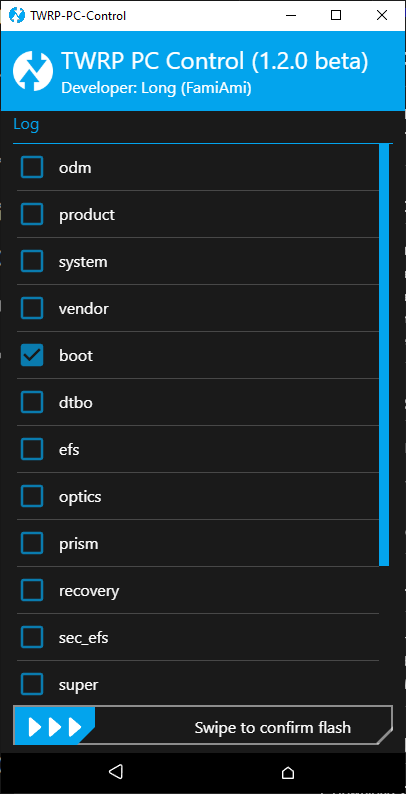 TWRP-PC-Control
TWRP PC Control (1.2.0 beta)
Developer: Long (FamiAmi)
Log
odm
product
system
vendor
boot
dtbo
efs
optics
prism
recovery
sec_efs
super
Swipe to confirm flash